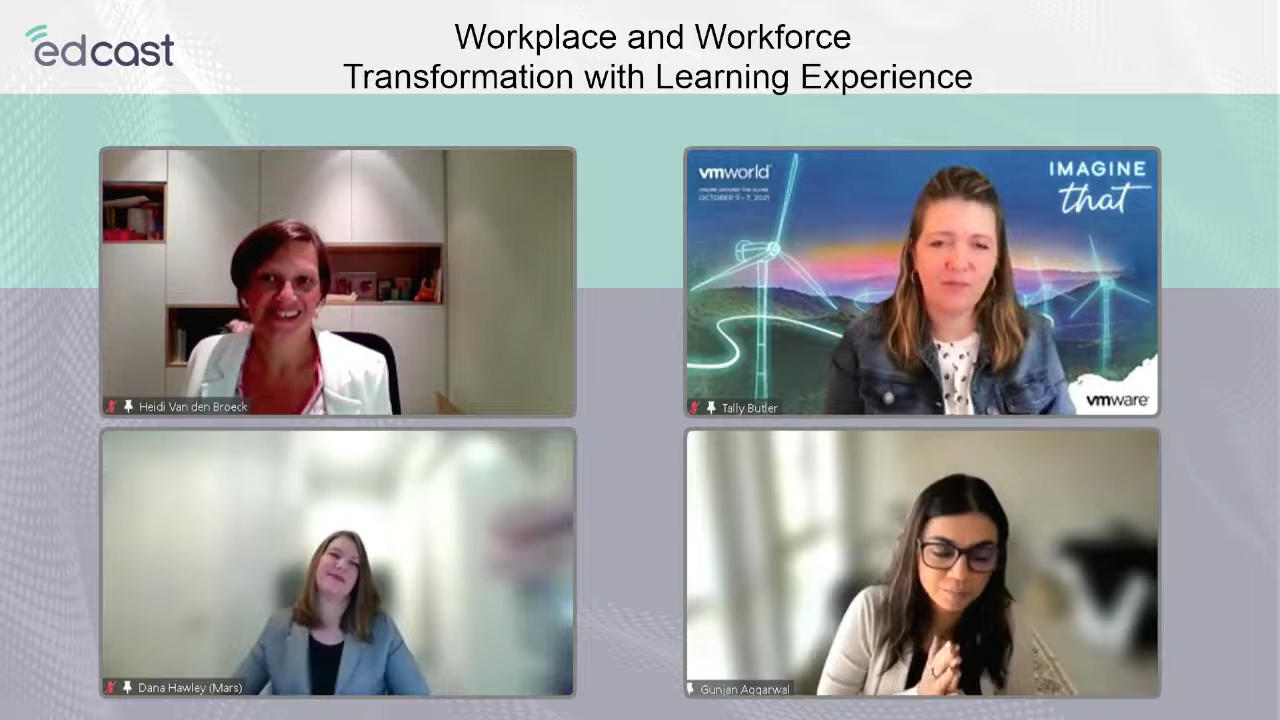 edcast
Workplace and Workforce
Transformation with Learning Experience
vmworld
OCTOBER 5 - 7, 2021
IMAGINE
that
vmware
Heidi Van den Broeck
Tally Butler
Dana Hawley (Mars)
Gunjan Aggarwal